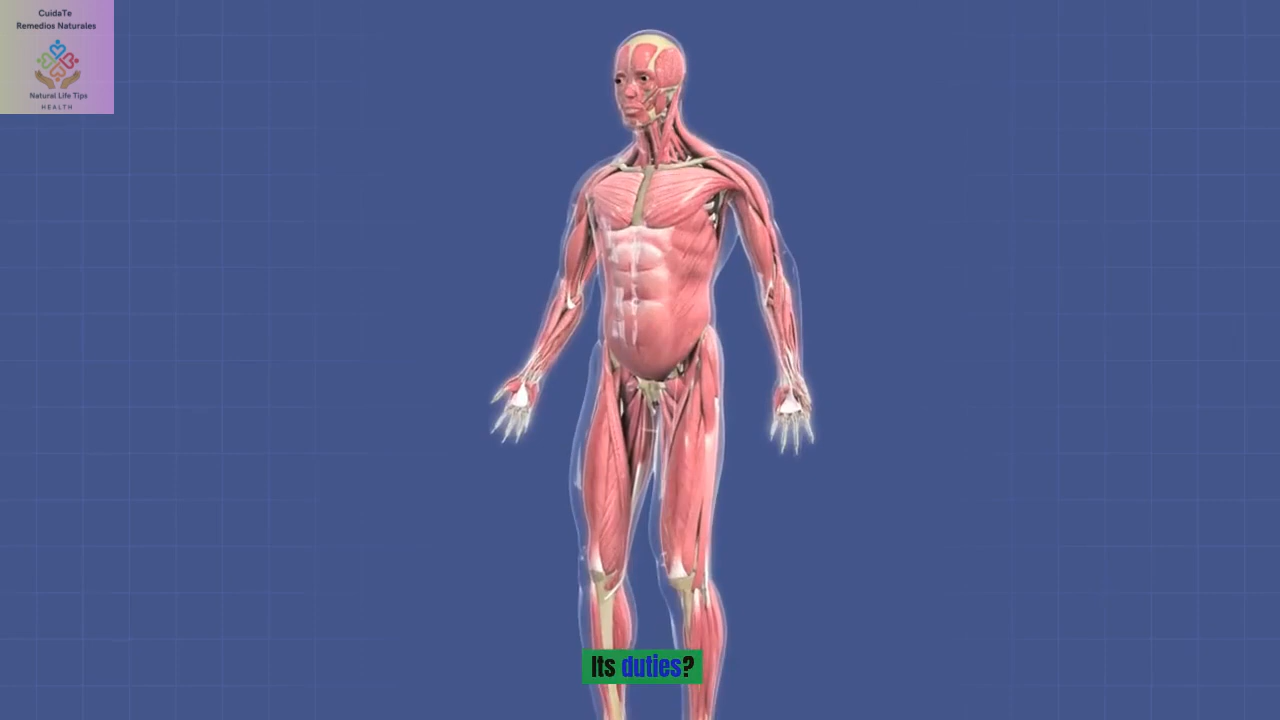 CuidaTe
Remedios Naturales
Natural Life Tips
HEALTH
Its duties?